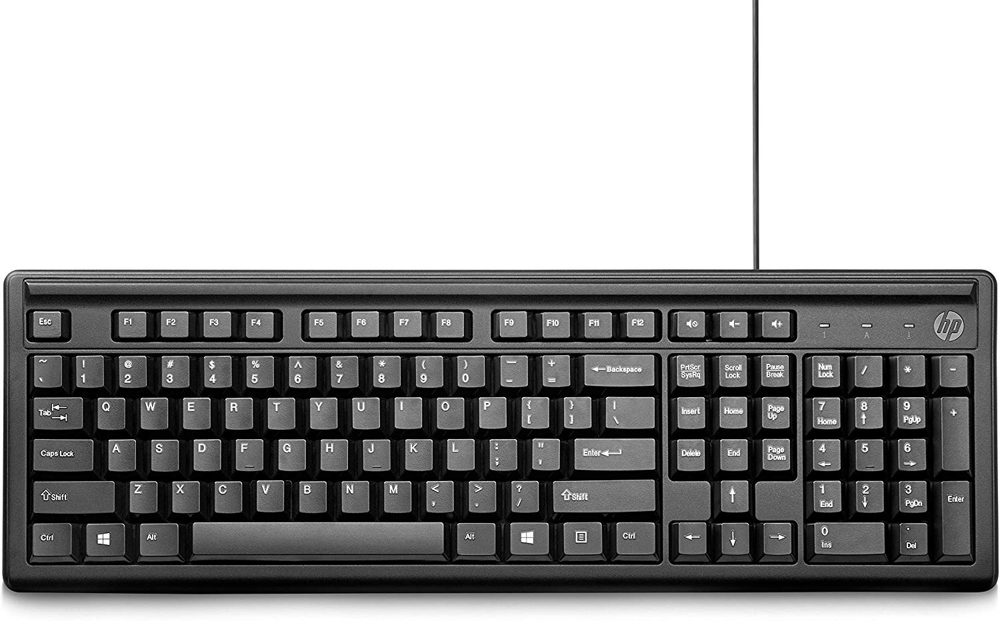 Esc F1 F2 F3 F4 F5 F6 F7 F8 F9 F10 F11 F12 hp
1 A
~ ! @ # $ % ^ & * ( ) — +
` 1 2 3 4 5 6 7 8 9 0 _ = ←Backspace
PrtScr Scroll Pause Num / * -
SysRq Lock Break Lock
Tab Q W E R T Y U I O P { } |
[ ] \
Insert Home Page 7 8 9 +
Up Home ↑ PgUp
Caps Lock A S D F G H J K L : " Enter
; '
Delete End Page 4 5 6
Down ← _ →
⇧Shift Z X C V B N M < > ? ⇧Shift
, . /
↑ 1 2 3 Enter
End ↓ PgDn
Ctrl Alt Alt Ctrl ← ↓ → 0 .
Ins Del